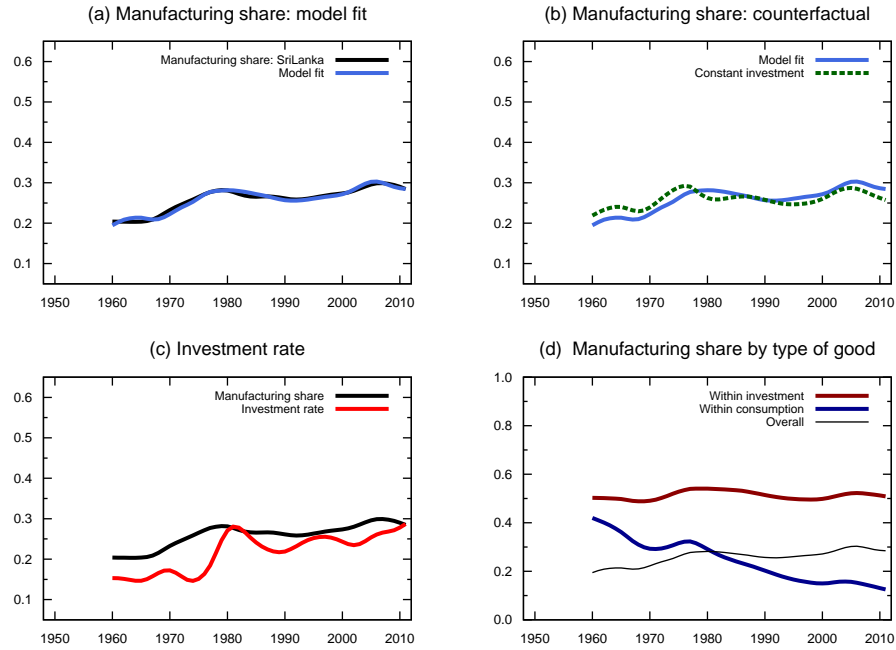 (a) Manufacturing share: model fit
0.6
0.5
0.4
0.3
0.2
0.1
Manufacturing share: SriLanka
Model fit
1950 1960 1970 1980 1990 2000 2010
(b) Manufacturing share: counterfactual
0.6
0.5
0.4
0.3
0.2
0.1
Model fit
Constant investment
1950 1960 1970 1980 1990 2000 2010
(c) Investment rate
0.6
0.5
0.4
0.3
0.2
0.1
Manufacturing share
Investment rate
1950 1960 1970 1980 1990 2000 2010
(d) Manufacturing share by type of good
1.0
0.8
0.6
0.4
0.2
0.0
Within investment
Within consumption
Overall
1950 1960 1970 1980 1990 2000 2010